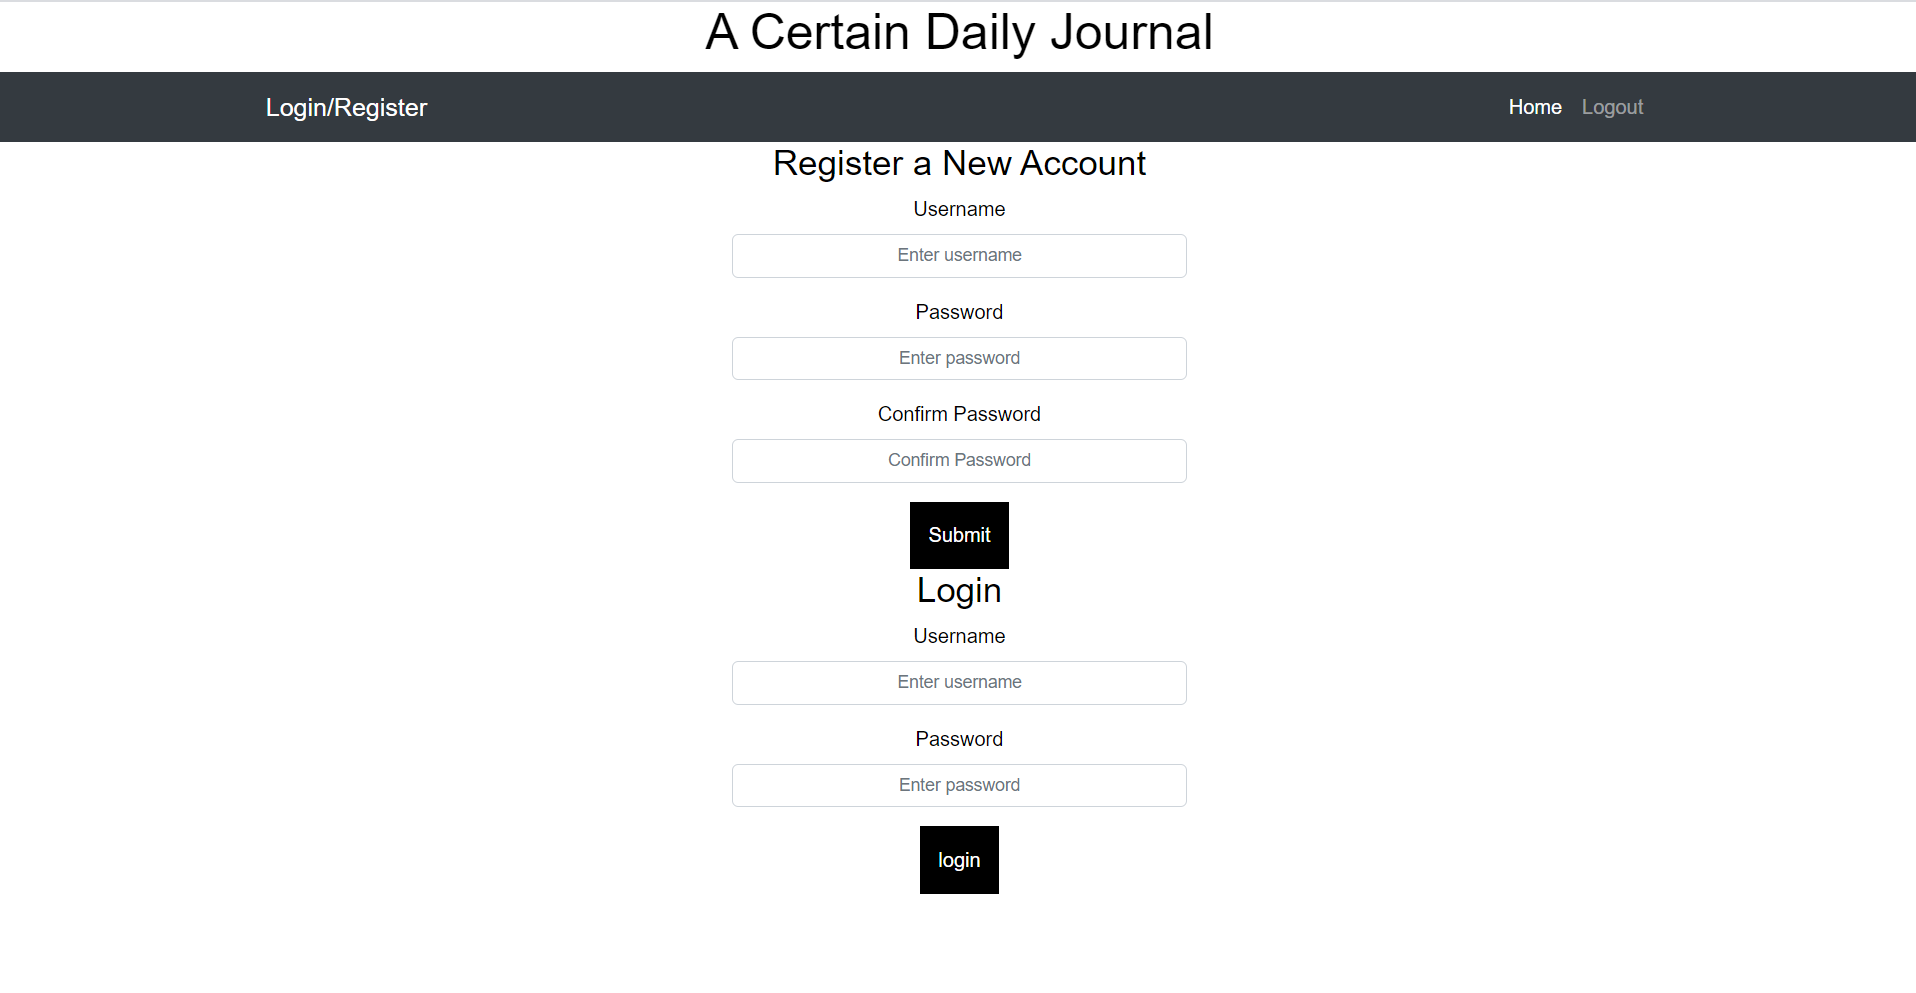 A Certain Daily Journal
Login/Register Home Logout
Register a New Account
Username
Enter username
Password
Enter password
Confirm Password
Confirm Password
Submit
Login
Username
Enter username
Password
Enter password
login